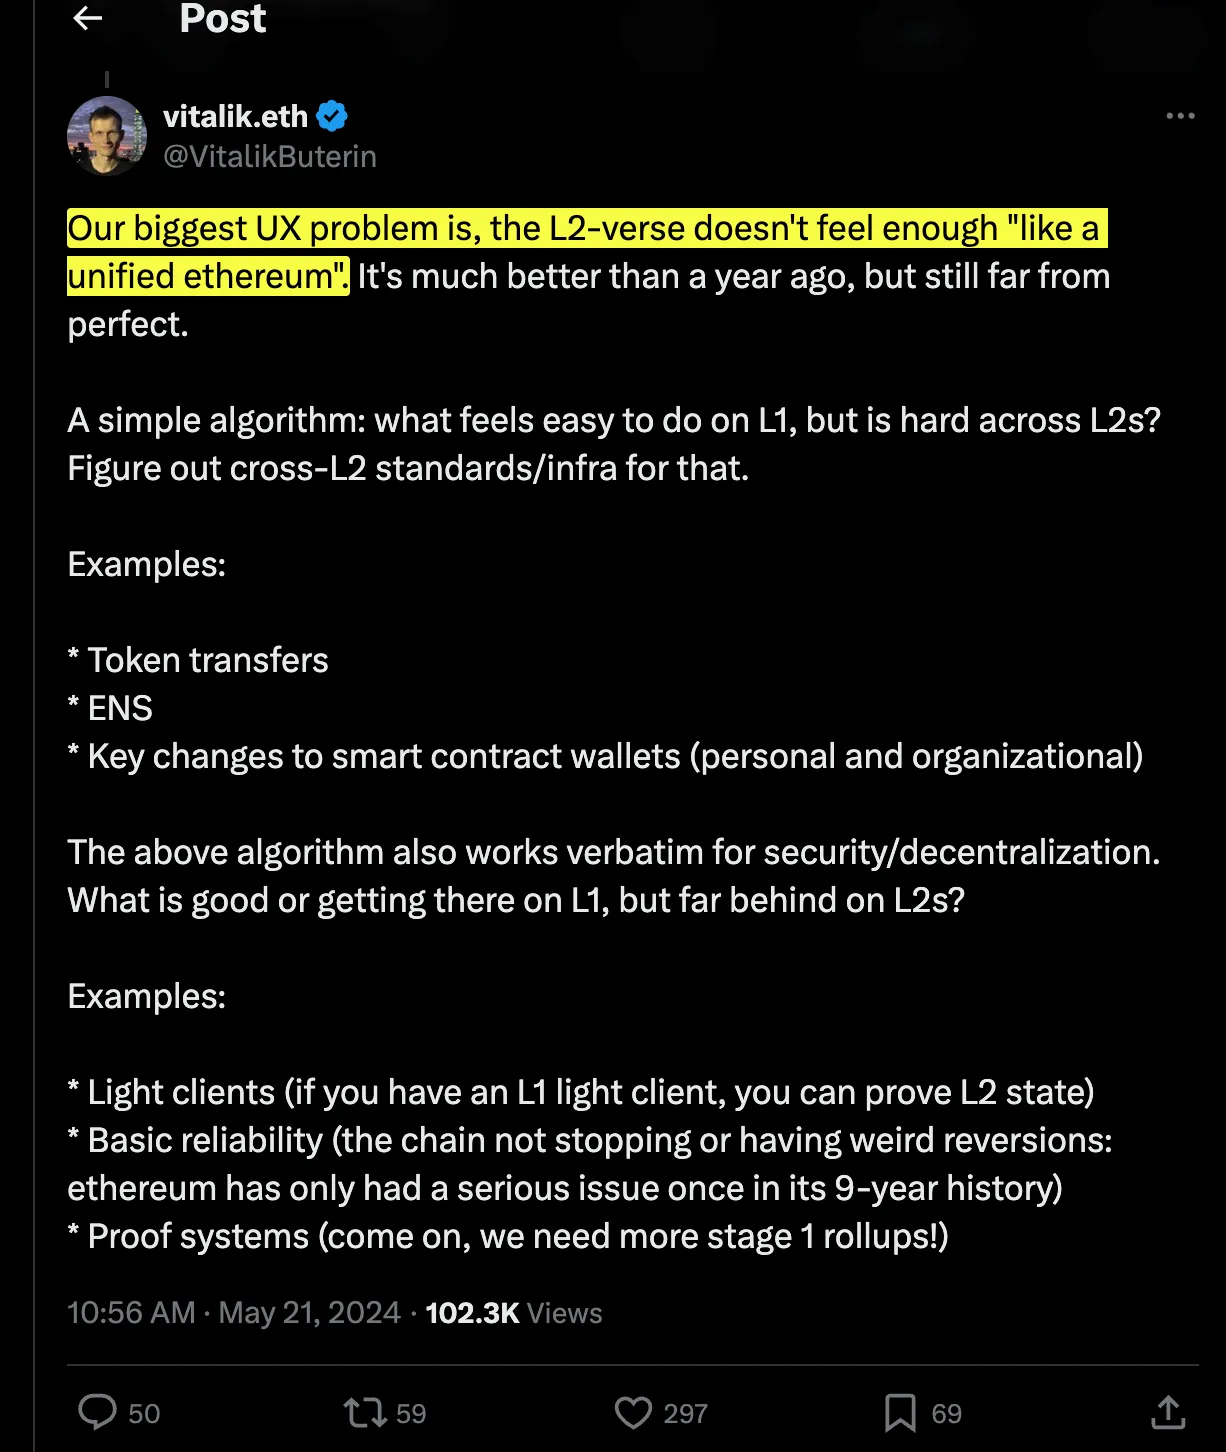 Post
vitalik.eth
@VitalikButerin
Our biggest UX problem is, the L2-verse doesn't feel enough "like a
unified ethereum". It's much better than a year ago, but still far from
perfect.
A simple algorithm: what feels easy to do on L1, but is hard across L2s?
Figure out cross-L2 standards/infra for that.
Examples:
* Token transfers
* ENS
* Key changes to smart contract wallets (personal and organizational)
The above algorithm also works verbatim for security/decentralization.
What is good or getting there on L1, but far behind on L2s?
Examples:
* Light clients (if you have an L1 light client, you can prove L2 state)
* Basic reliability (the chain not stopping or having weird reversions:
ethereum has only had a serious issue once in its 9-year history)
* Proof systems (come on, we need more stage 1 rollups!)
10:56 AM · May 21, 2024 · 102.3K Views
50 59 297 69